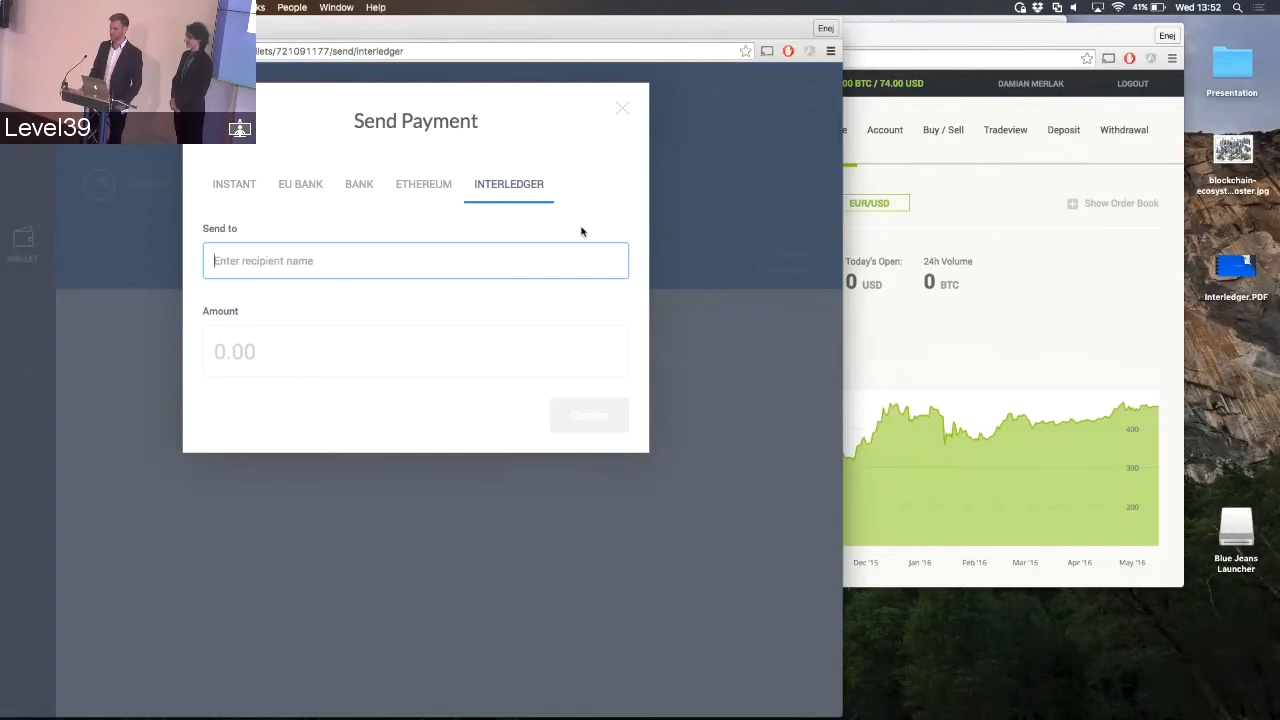 ks People Window Help
41% Wed 13:52
Enej
lets/721091177/send/interledger
Level39
Send Payment
INSTANT EU BANK BANK ETHEREUM INTERLEDGER
Send to
Enter recipient name
Amount
0.00
Confirm
WALLET
Enej
00 BTC / 74.00 USD DAMIAN MERLAK LOGOUT
e Account Buy / Sell Tradeview Deposit Withdrawal
EUR/USD Show Order Book
Today's Open: 24h Volume
0 USD 0 BTC
400
300
200
Dec '15 Jan '16 Feb '16 Mar '16 Apr '16 May '16
Presentation
blockchain-
ecosyst...oster.jpg
Interledger.PDF
Blue Jeans
Launcher